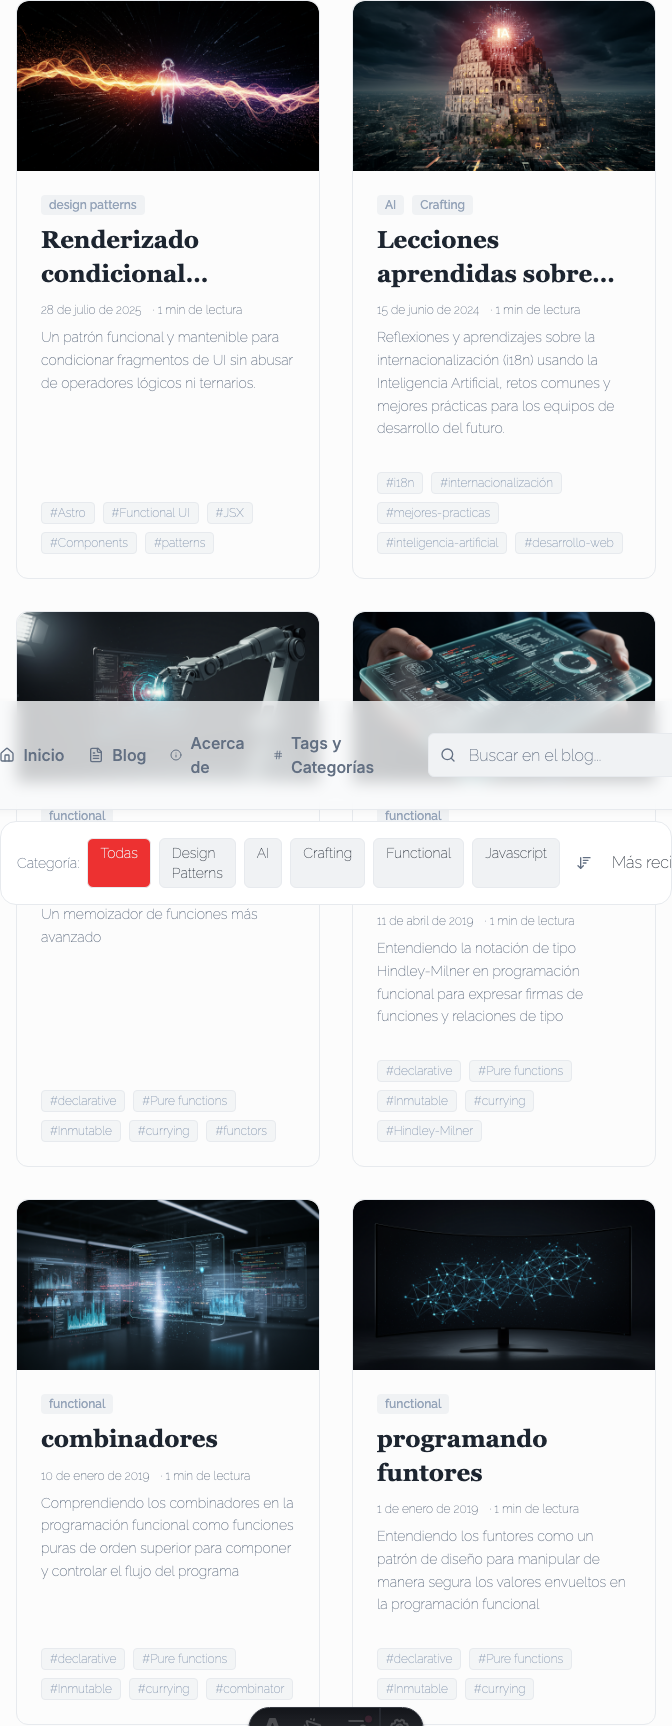 IA
design patterns
Renderizado
condicional...
28 de julio de 2025 · 1 min de lectura
Un patrón funcional y mantenible para
condicionar fragmentos de UI sin abusar
de operadores lógicos ni ternarios.
#Astro #Functional UI #JSX
#Components #patterns
AI Crafting
Lecciones
aprendidas sobre...
15 de junio de 2024 · 1 min de lectura
Reflexiones y aprendizajes sobre la
internacionalización (i18n) usando la
Inteligencia Artificial, retos comunes y
mejores prácticas para los equipos de
desarrollo del futuro.
#i18n #internacionalización
#mejores-practicas
#inteligencia-artificial #desarrollo-web
Inicio Blog Acerca
de
Tags y
Categorías
Buscar en el blog...
functional
functional
Categoría: Todas Design
Patterns
AI Crafting Functional Javascript Más reci
Un memoizador de funciones más
avanzado
#declarative #Pure functions
#Inmutable #currying #functors
11 de abril de 2019 · 1 min de lectura
Entendiendo la notación de tipo
Hindley-Milner en programación
funcional para expresar firmas de
funciones y relaciones de tipo
#declarative #Pure functions
#Inmutable #currying
#Hindley-Milner
functional
combinadores
10 de enero de 2019 · 1 min de lectura
Comprendiendo los combinadores en la
programación funcional como funciones
puras de orden superior para componer
y controlar el flujo del programa
#declarative #Pure functions
#Inmutable #currying #combinator
functional
programando
funtores
1 de enero de 2019 · 1 min de lectura
Entendiendo los funtores como un
patrón de diseño para manipular de
manera segura los valores envueltos en
la programación funcional
#declarative #Pure functions
#Inmutable #currying